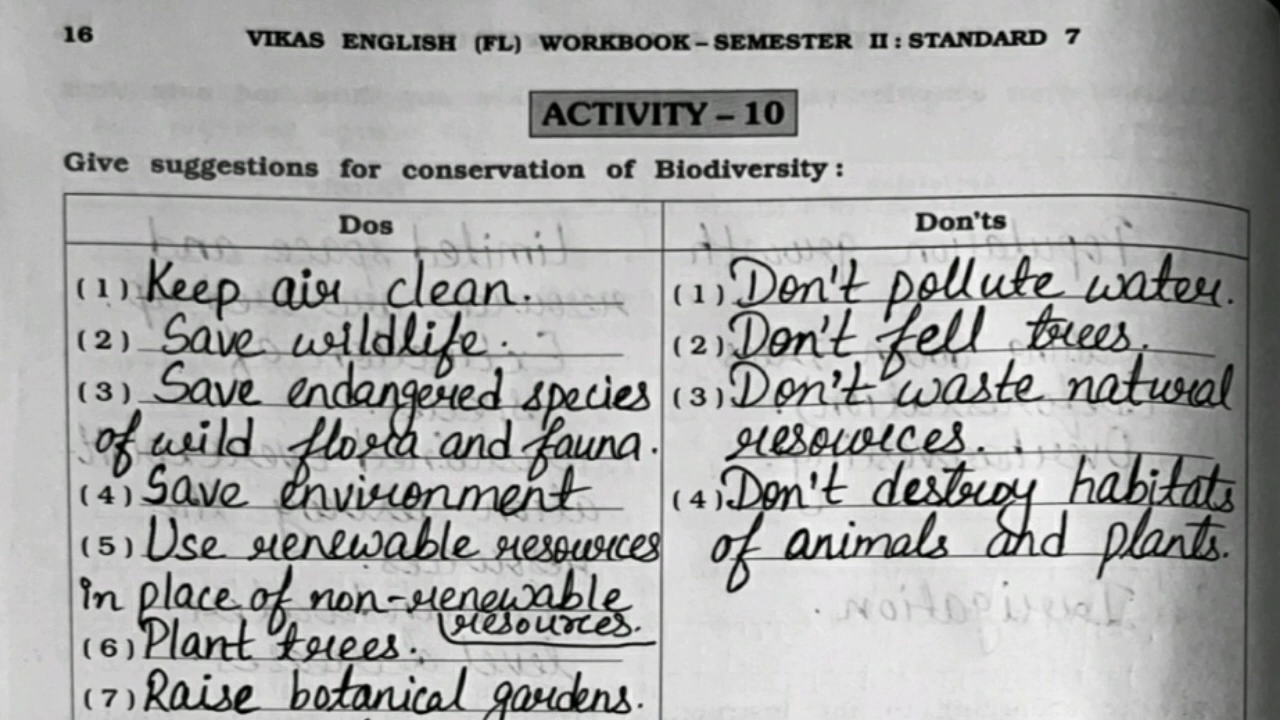 16 VIKAS ENGLISH (FL) WORKBOOK – SEMESTER II : STANDARD 7
ACTIVITY – 10
Give suggestions for conservation of Biodiversity :
Dos
(1) Keep air clean.
(2) Save wildlife.
(3) Save endangered species
of wild flora and fauna.
(4) Save environment
(5) Use renewable resources
in place of non-renewable
resources.
(6) Plant trees.
(7) Raise botanical gardens.
Don'ts
(1) Don't pollute water.
(2) Don't fell trees.
(3) Don't waste natural
resources.
(4) Don't destroy habitats
of animals and plants.